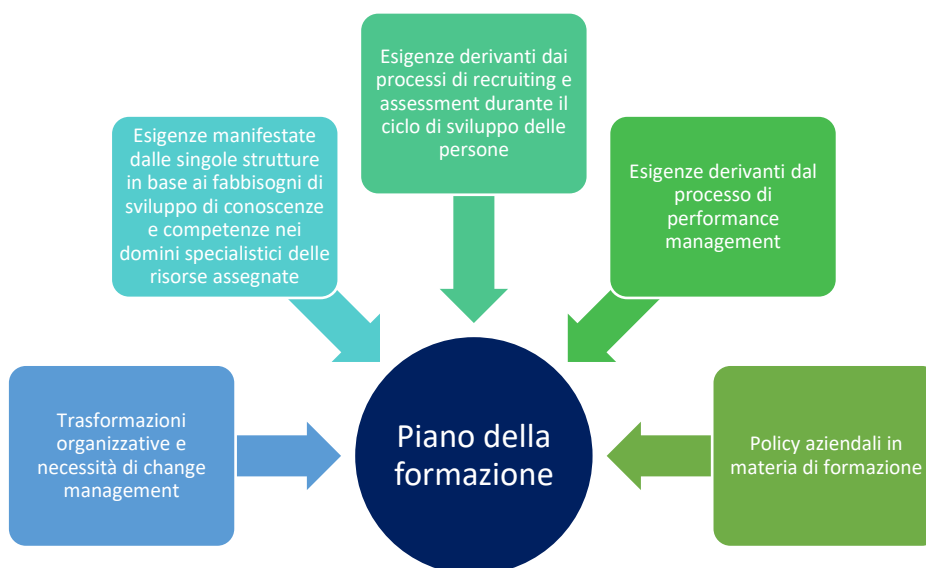 Esigenze derivanti dai
processi di recruiting e
assessment durante il
ciclo di sviluppo delle
persone
Esigenze manifestate
dalle singole strutture
in base ai fabbisogni di
sviluppo di conoscenze
e competenze nei
domini specialistici delle
risorse assegnate
Esigenze derivanti dal
processo di
performance
management
Trasformazioni
organizzative e
necessità di change
management
Piano della
formazione
Policy aziendali in
materia di formazione